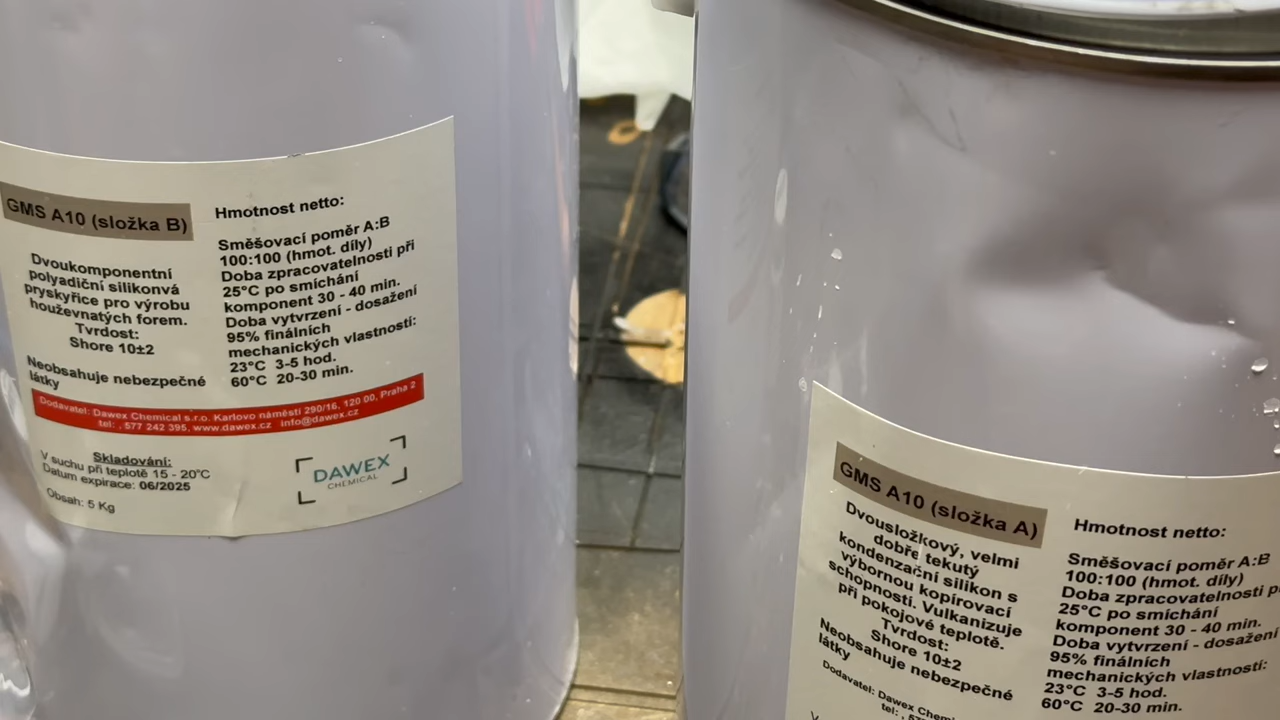 GMS A10 (složka B)
Dvoukomponentní
polyadiční silikonvá
pryskyřice pro výrobu
houževnatých forem.
Tvrdost:
Shore 10±2
Neobsahuje nebezpečné
látky
Hmotnost netto:
Směšovací poměr A:B
100:100 (hmot. díly)
Doba zpracovatelnosti při
25°C po smíchání
komponent 30 - 40 min.
Doba vytvrzení - dosažení
95% finálních
mechanických vlastností:
23°C 3-5 hod.
60°C 20-30 min.
Dodavatel: Dawex Chemical s.r.o. Karlovo náměstí 290/16, 120 00, Praha 2
tel: , 577 242 395, www.dawex.cz info@dawex.cz
Skladování:
V suchu při teplotě 15 - 20°C
Datum expirace: 06/2025
Obsah: 5 Kg
DAWEX
CHEMICAL
GMS A10 (složka A)
Dvousložkový, velmi
dobře tekutý
kondenzační silikon s
výbornou kopírovací
schopností. Vulkanizuje
při pokojové teplotě.
Tvrdost:
Shore 10±2
Neobsahuje nebezpečné
látky
Hmotnost netto:
Směšovací poměr A:B
100:100 (hmot. díly)
Doba zpracovatelnosti p
25°C po smíchání
komponent 30 - 40 min.
Doba vytvrzení - dosažení
95% finálních
mechanických vlastností:
23°C 3-5 hod.
60°C 20-30 min.
Dodavatel: Dawex Chem
tel: , 577